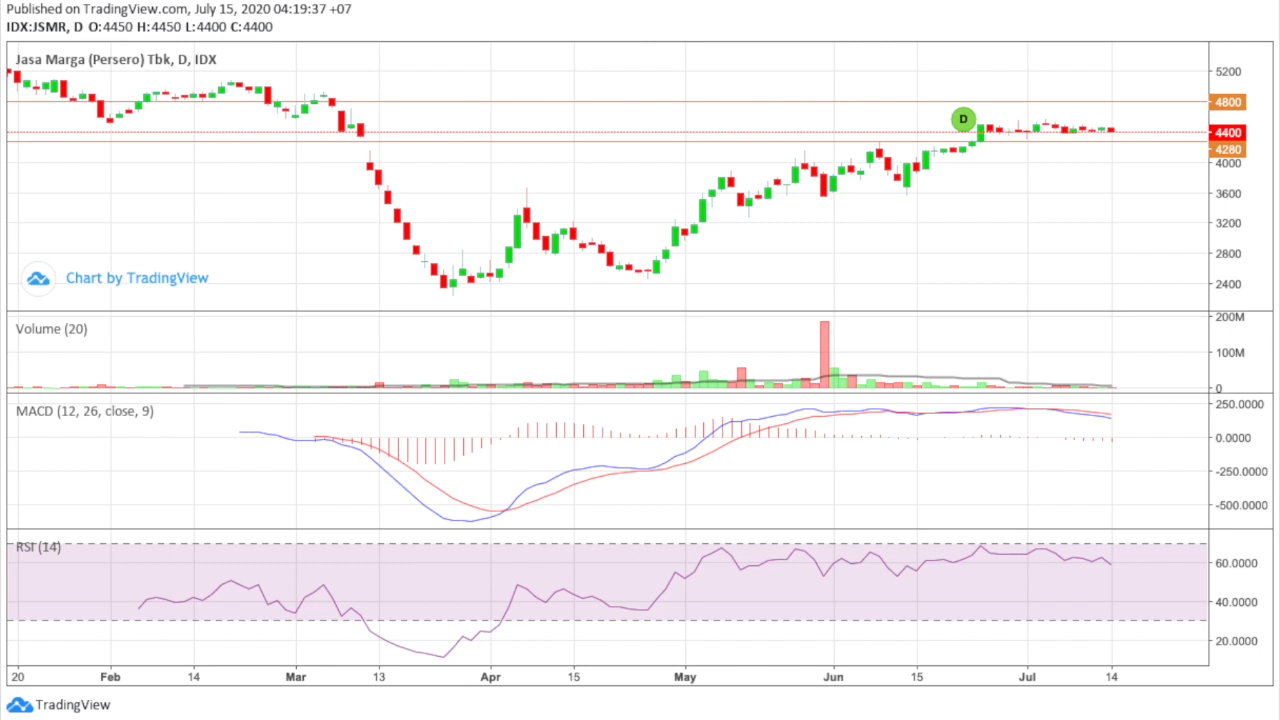 Published on TradingView.com, July 15, 2020 04:19:37 +07
IDX:JSMR, D O:4450 H:4450 L:4400 C:4400
Jasa Marga (Persero) Tbk, D, IDX
5200
4800
D
4400
4280
4000
3600
3200
2800
2400
Chart by TradingView
Volume (20)
200M
100M
0
MACD (12, 26, close, 9)
250.0000
0.0000
-250.0000
-500.0000
RSI (14)
60.0000
40.0000
20.0000
20 Feb 14 Mar 13 Apr 15 May Jun 15 Jul 14
TradingView